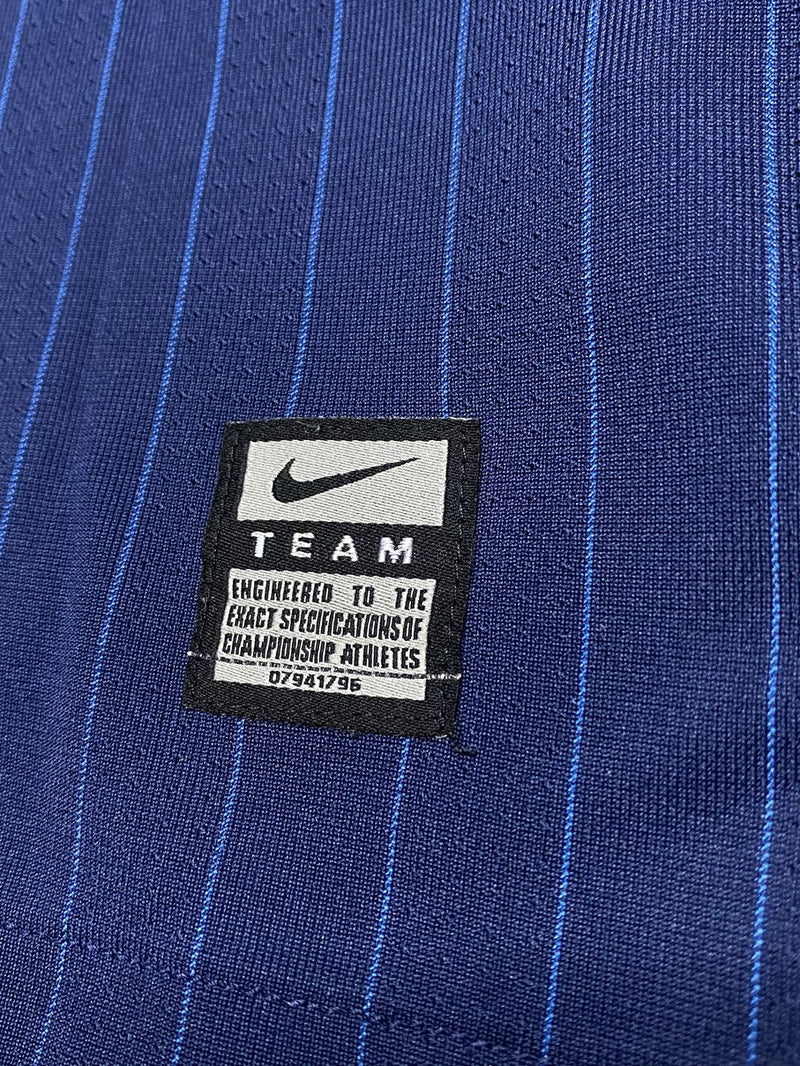 TEAM
ENGINEERED TO THE
EXACT SPECIFICATIONS OF
CHAMPIONSHIP ATHLETES
07941796